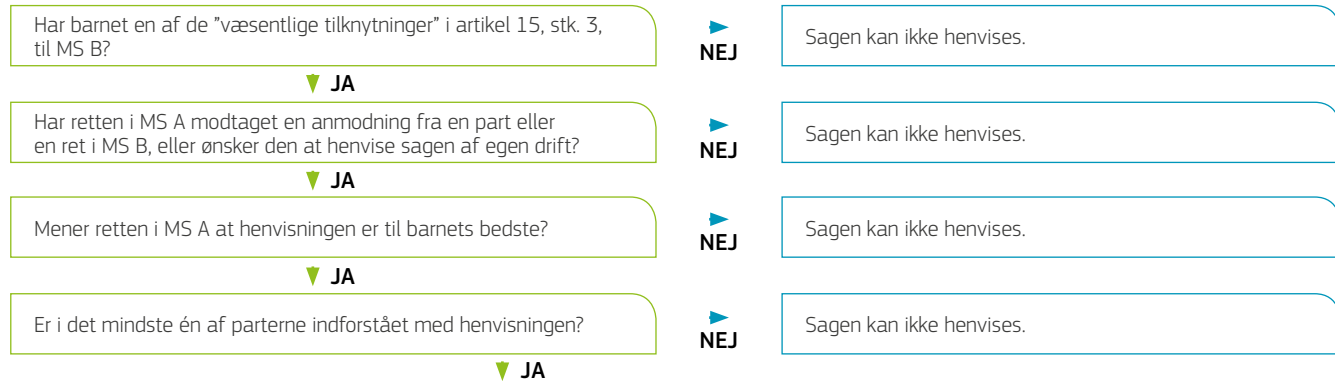 Har barnet en af de ”væsentlige tilknytninger” i artikel 15, stk. 3,
til MS B?
NEJ
Sagen kan ikke henvises.
JA
Har retten i MS A modtaget en anmodning fra en part eller
en ret i MS B, eller ønsker den at henvise sagen af egen drift?
NEJ
Sagen kan ikke henvises.
JA
Mener retten i MS A at henvisningen er til barnets bedste?
NEJ
Sagen kan ikke henvises.
JA
Er i det mindste én af parterne indforstået med henvisningen?
NEJ
Sagen kan ikke henvises.
JA